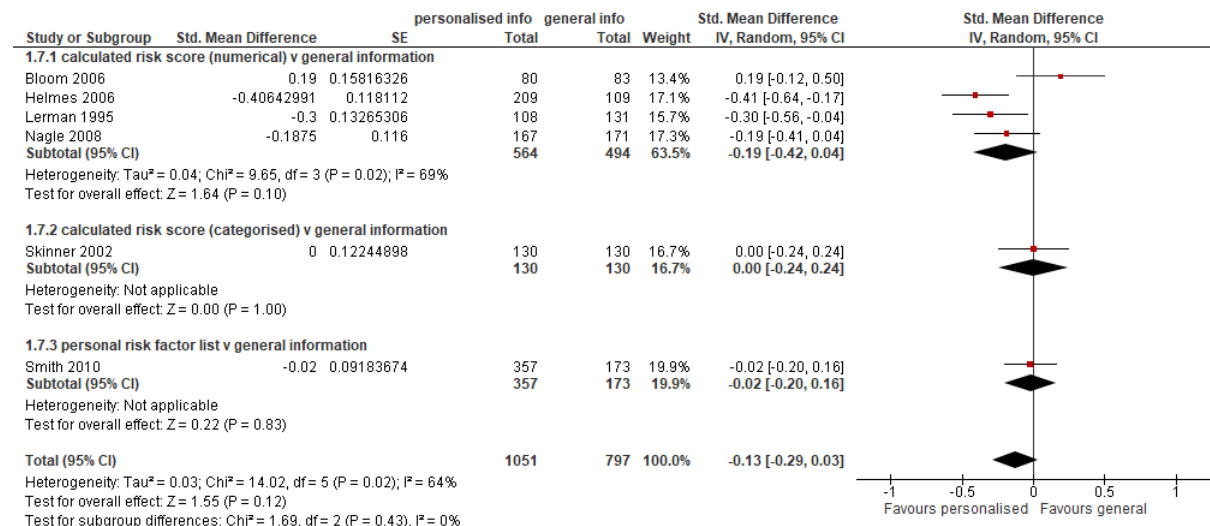 personalised info general info Std. Mean Difference Std. Mean Difference
Study or Subgroup Std. Mean Difference SE Total Total Weight IV, Random, 95% CI IV, Random, 95% CI
1.7.1 calculated risk score (numerical) v general information
Bloom 2006 0.19 0.15816326 80 83 13.4% 0.19 [-0.12, 0.50]
Helmes 2006 -0.40642991 0.118112 209 109 17.1% -0.41 [-0.64, -0.17]
Lerman 1995 -0.3 0.13265306 108 131 15.7% -0.30 [-0.56, -0.04]
Nagle 2008 -0.1875 0.116 167 171 17.3% -0.19 [-0.41, 0.04]
Subtotal (95% CI) 564 494 63.5% -0.19 [-0.42, 0.04]
Heterogeneity: Tau² = 0.04; Chi² = 9.65, df = 3 (P = 0.02); I² = 69%
Test for overall effect: Z = 1.64 (P = 0.10)
1.7.2 calculated risk score (categorised) v general information
Skinner 2002 0 0.12244898 130 130 16.7% 0.00 [-0.24, 0.24]
Subtotal (95% CI) 130 130 16.7% 0.00 [-0.24, 0.24]
Heterogeneity: Not applicable
Test for overall effect: Z = 0.00 (P = 1.00)
1.7.3 personal risk factor list v general information
Smith 2010 -0.02 0.09183674 357 173 19.9% -0.02 [-0.20, 0.16]
Subtotal (95% CI) 357 173 19.9% -0.02 [-0.20, 0.16]
Heterogeneity: Not applicable
Test for overall effect: Z = 0.22 (P = 0.83)
Total (95% CI) 1051 797 100.0% -0.13 [-0.29, 0.03]
Heterogeneity: Tau² = 0.03; Chi² = 14.02, df = 5 (P = 0.02); I² = 64%
Test for overall effect: Z = 1.55 (P = 0.12)
Test for subgroup differences: Chi² = 1.69, df = 2 (P = 0.43), I² = 0%
-1 -0.5 0 0.5 1
Favours personalised Favours general